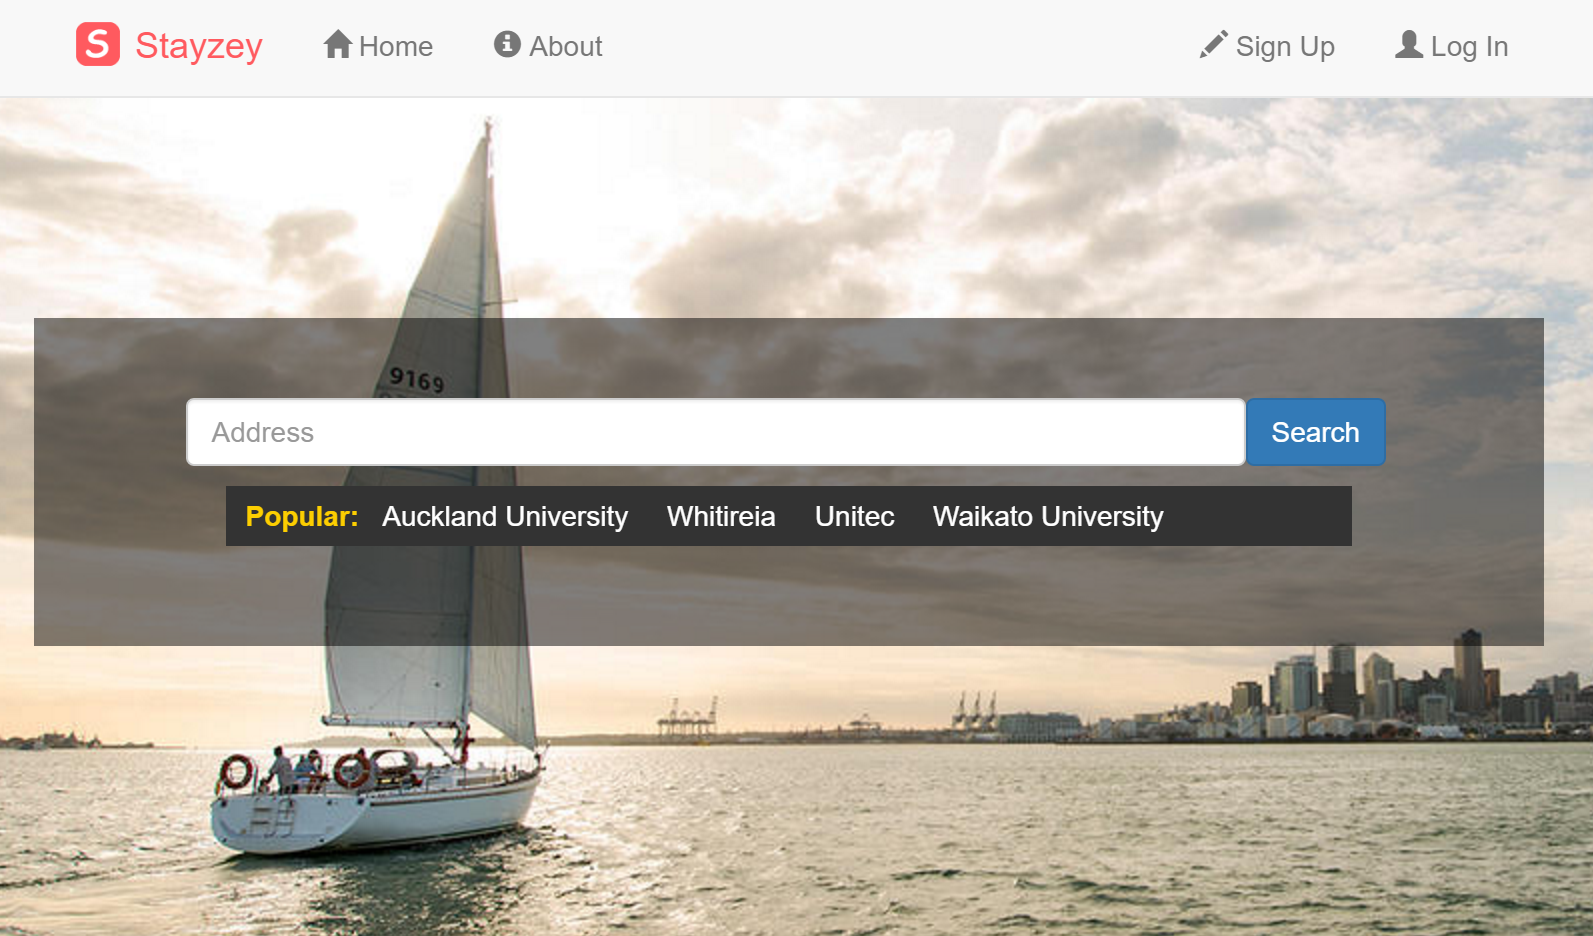 S Stayzey Home About Sign Up Log In
9169
Address Search
Popular: Auckland University Whitireia Unitec Waikato University